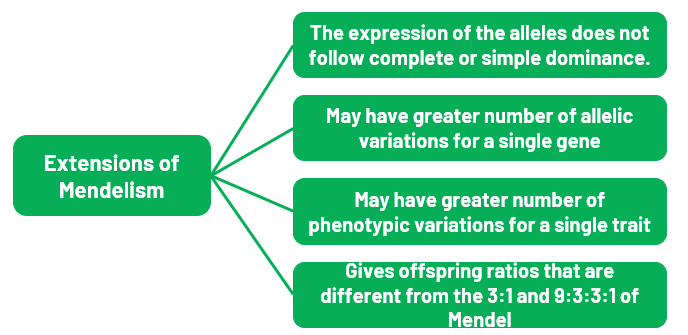 Extensions of
Mendelism
The expression of the alleles does not
follow complete or simple dominance.
May have greater number of allelic
variations for a single gene
May have greater number of
phenotypic variations for a single trait
Gives offspring ratios that are
different from the 3:1 and 9:3:3:1 of
Mendel